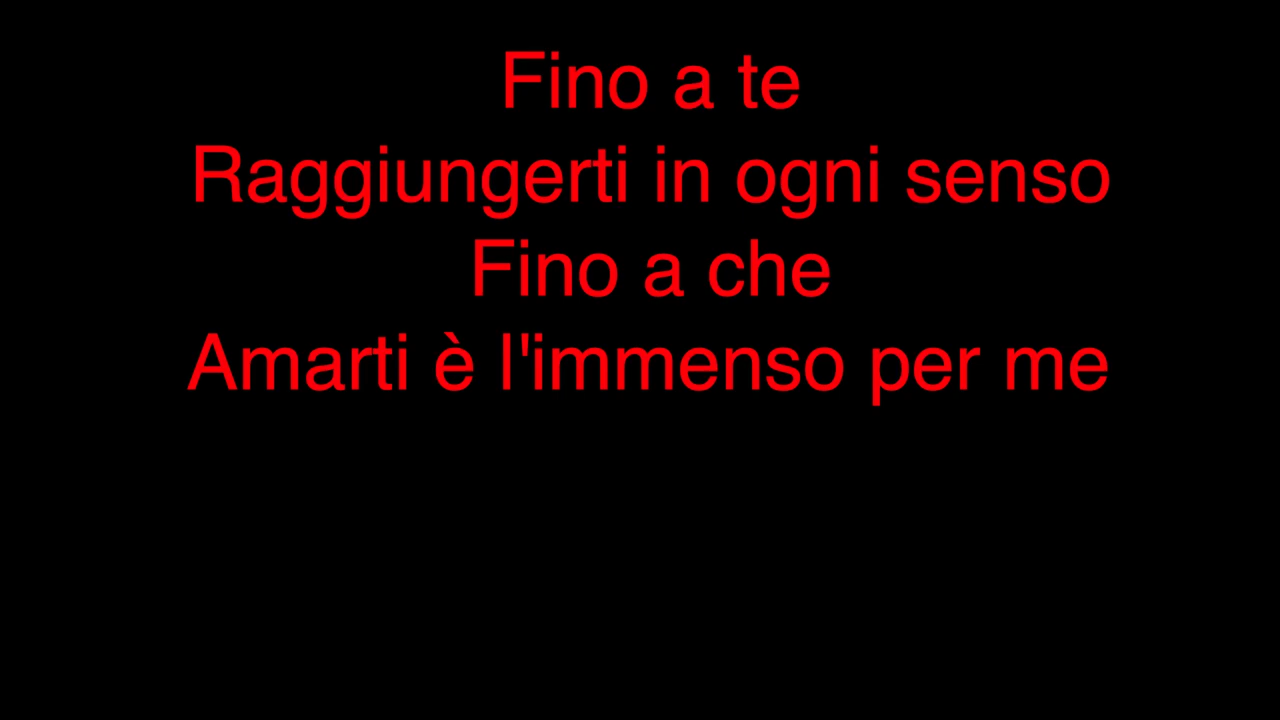 Fino a te
Raggiungerti in ogni senso
Fino a che
Amarti è l'immenso per me